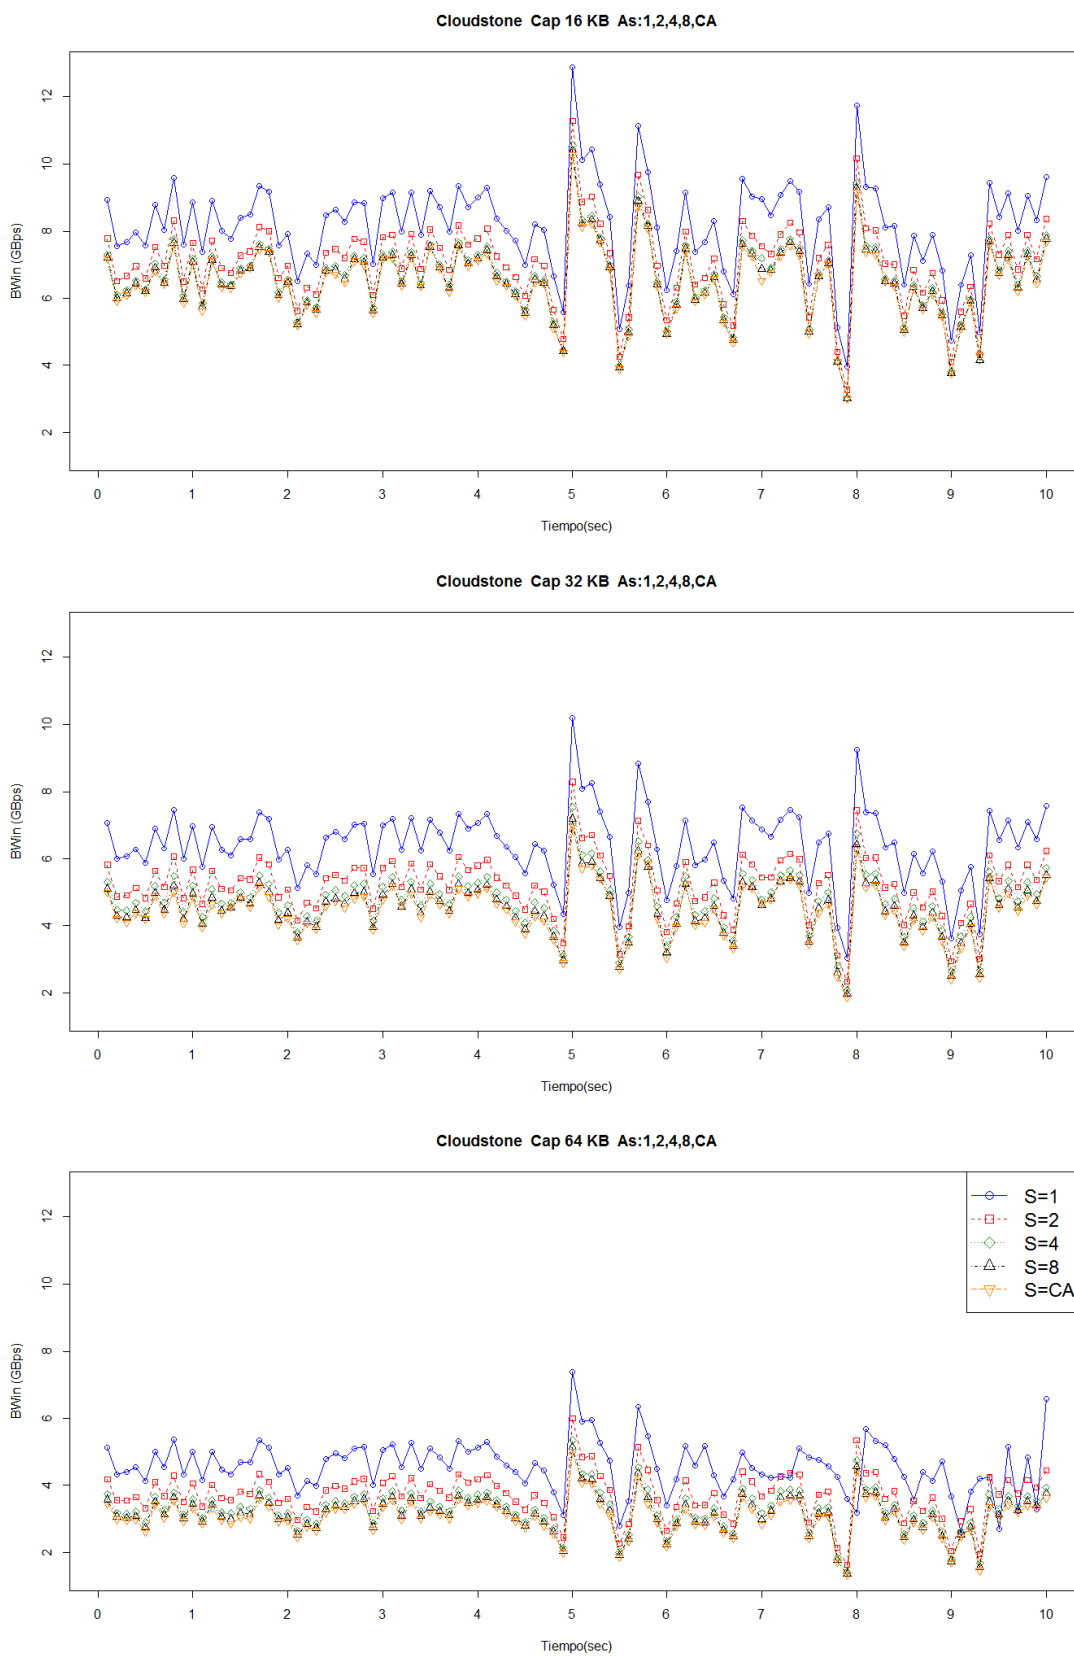 Cloudstone Cap 16 KB As:1,2,4,8,CA
BWin (GBps)
12
10
8
6
4
2
0 1 2 3 4 5 6 7 8 9 10
Tiempo(sec)
Cloudstone Cap 32 KB As:1,2,4,8,CA
BWin (GBps)
12
10
8
6
4
2
0 1 2 3 4 5 6 7 8 9 10
Tiempo(sec)
Cloudstone Cap 64 KB As:1,2,4,8,CA
BWin (GBps)
12
10
8
6
4
2
S=1
S=2
S=4
S=8
S=CA
0 1 2 3 4 5 6 7 8 9 10
Tiempo(sec)